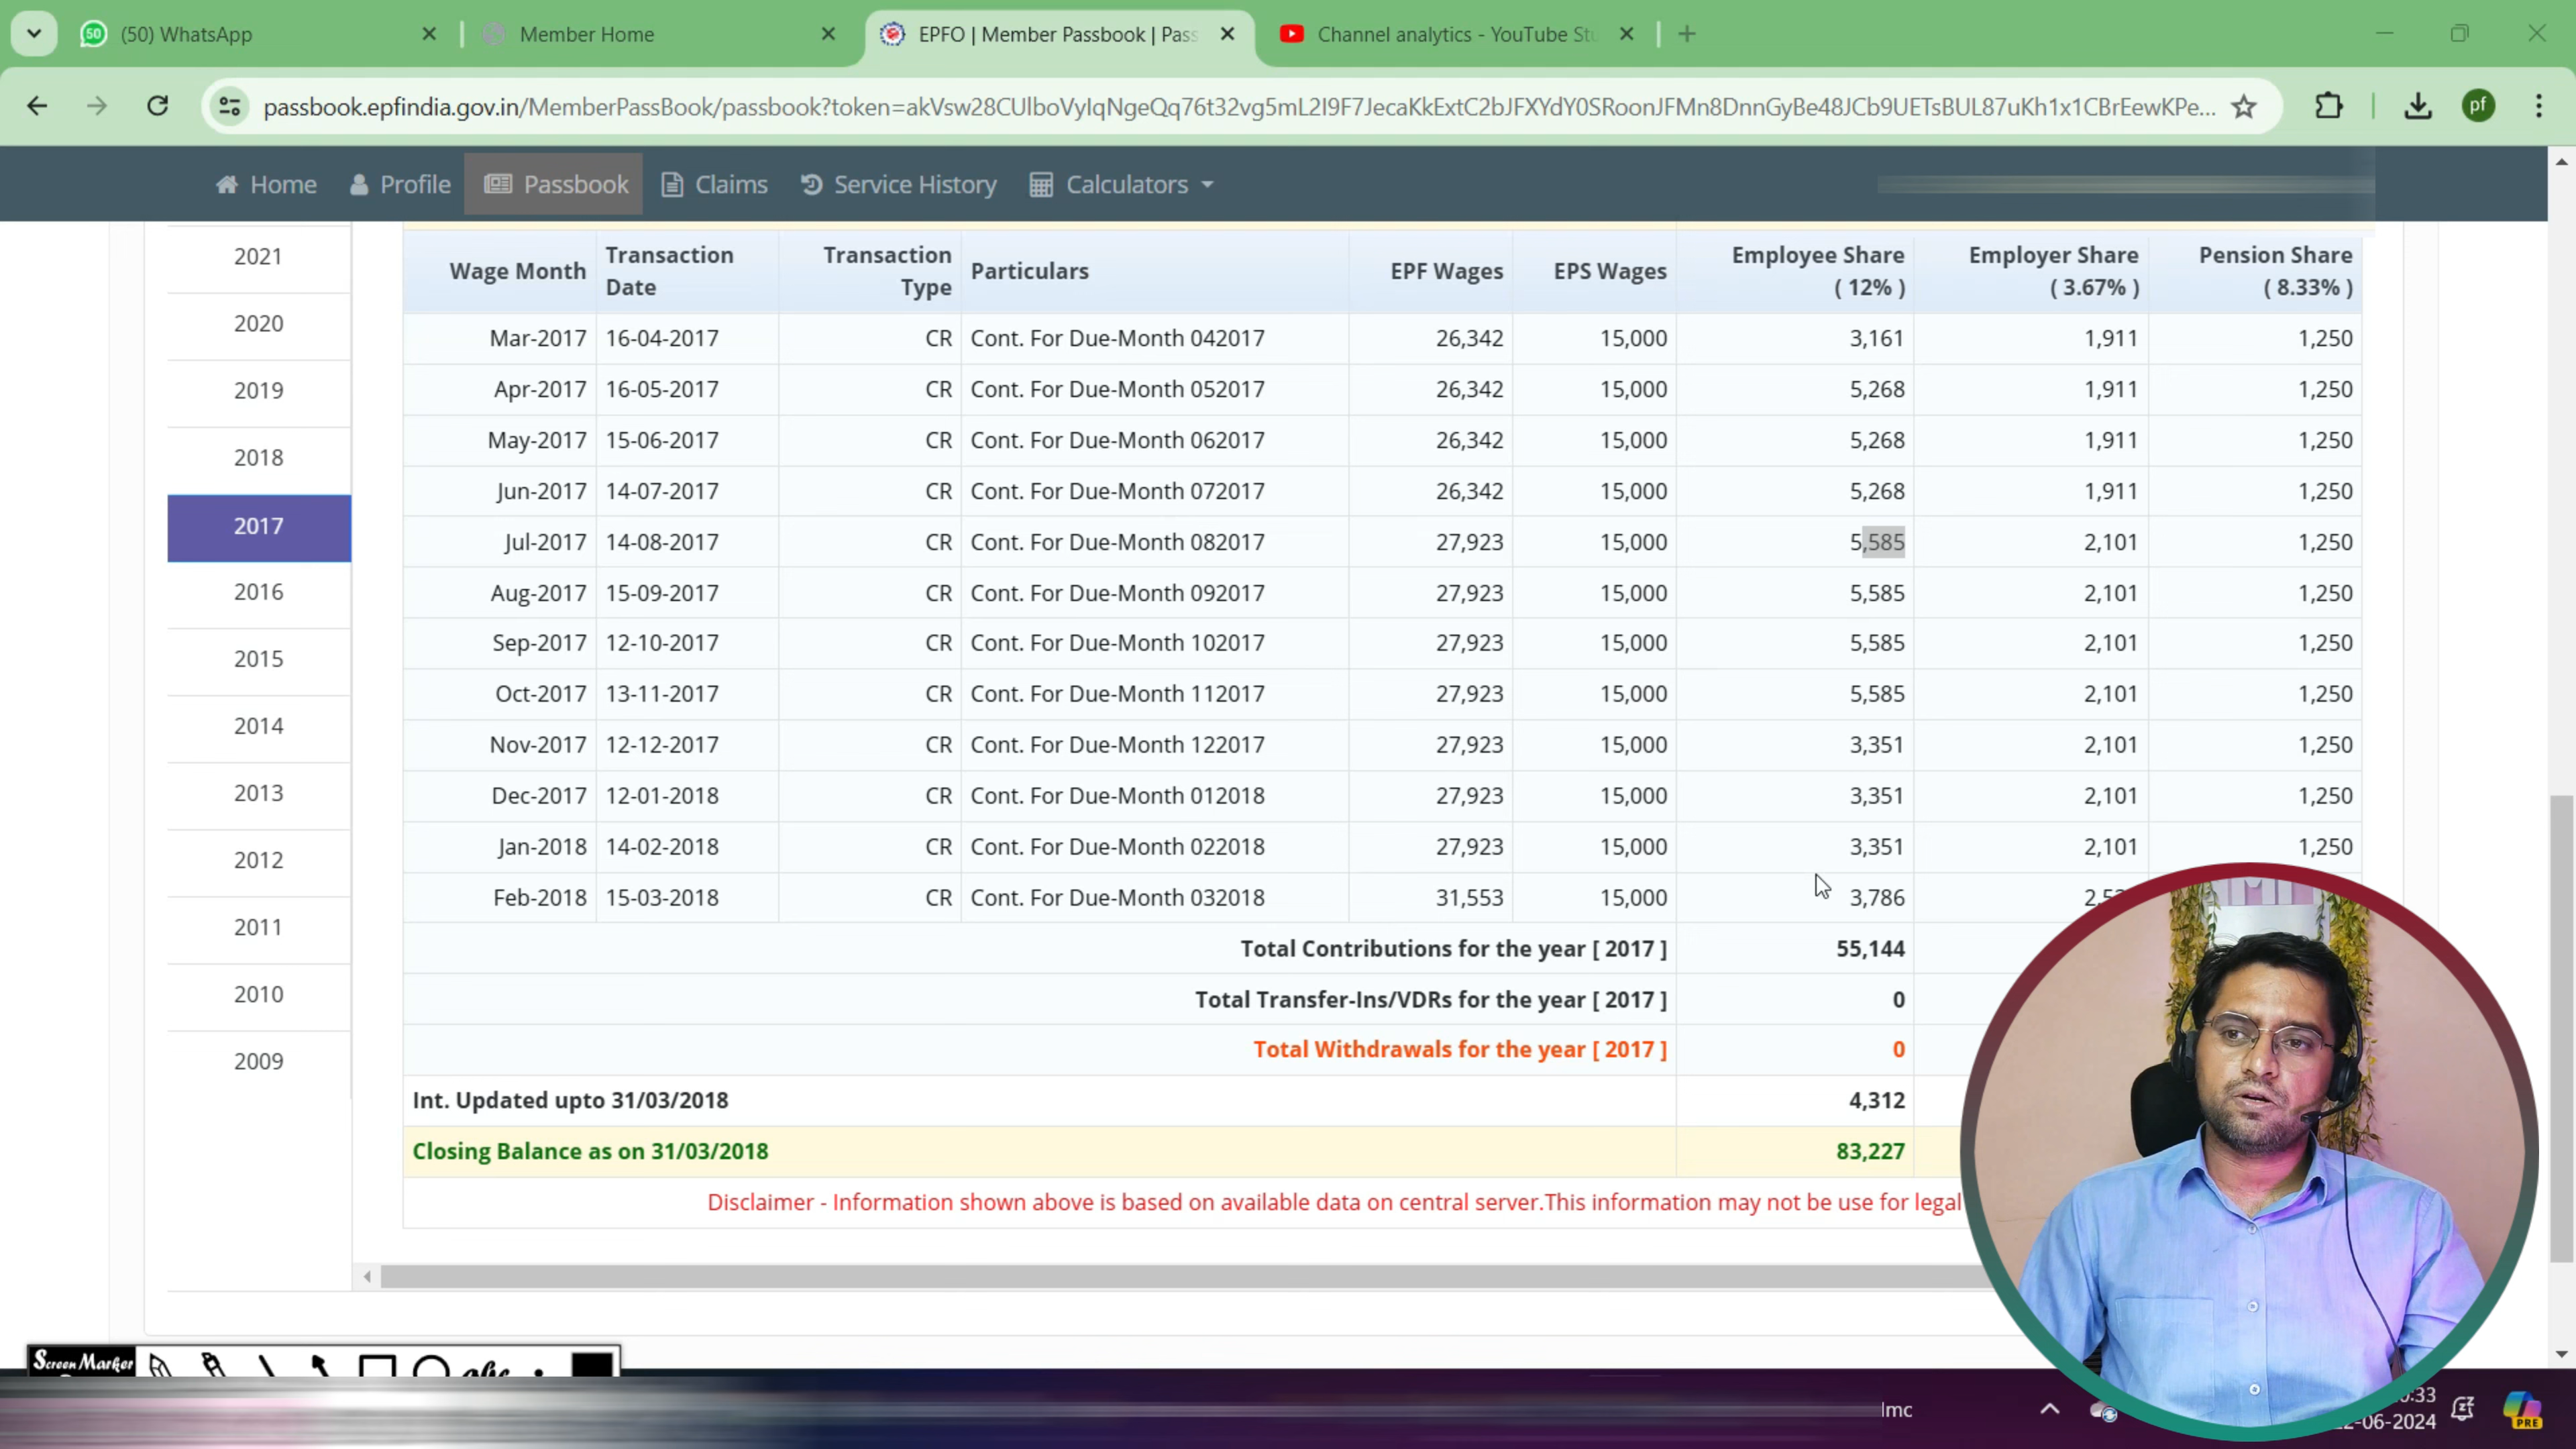 50 (50) WhatsApp Member Home EPFO | Member Passbook | Pass Channel analytics - YouTube Stu
passbook.epfindia.gov.in/MemberPassBook/passbook?token=akVsw28CUlboVyIqNgeQq76t32vg5mL2I9F7JecaKkExtC2bJFXYdY0SRoonJFMn8DnnGyBe48JCb9UETsBUL87uKh1x1CBrEewKPe... pf
Home Profile Passbook Claims Service History Calculators
2021
2020
2019
2018
2017
2016
2015
2014
2013
2012
2011
2010
2009
Wage Month Transaction Date Transaction Type Particulars EPF Wages EPS Wages Employee Share ( 12% ) Employer Share ( 3.67% ) Pension Share ( 8.33% )
Mar-2017 16-04-2017 CR Cont. For Due-Month 042017 26,342 15,000 3,161 1,911 1,250
Apr-2017 16-05-2017 CR Cont. For Due-Month 052017 26,342 15,000 5,268 1,911 1,250
May-2017 15-06-2017 CR Cont. For Due-Month 062017 26,342 15,000 5,268 1,911 1,250
Jun-2017 14-07-2017 CR Cont. For Due-Month 072017 26,342 15,000 5,268 1,911 1,250
Jul-2017 14-08-2017 CR Cont. For Due-Month 082017 27,923 15,000 5,585 2,101 1,250
Aug-2017 15-09-2017 CR Cont. For Due-Month 092017 27,923 15,000 5,585 2,101 1,250
Sep-2017 12-10-2017 CR Cont. For Due-Month 102017 27,923 15,000 5,585 2,101 1,250
Oct-2017 13-11-2017 CR Cont. For Due-Month 112017 27,923 15,000 5,585 2,101 1,250
Nov-2017 12-12-2017 CR Cont. For Due-Month 122017 27,923 15,000 3,351 2,101 1,250
Dec-2017 12-01-2018 CR Cont. For Due-Month 012018 27,923 15,000 3,351 2,101 1,250
Jan-2018 14-02-2018 CR Cont. For Due-Month 022018 27,923 15,000 3,351 2,101 1,250
Feb-2018 15-03-2018 CR Cont. For Due-Month 032018 31,553 15,000 3,786
Total Contributions for the year [ 2017 ] 55,144
Total Transfer-Ins/VDRs for the year [ 2017 ] 0
Total Withdrawals for the year [ 2017 ] 0
Int. Updated upto 31/03/2018 4,312
Closing Balance as on 31/03/2018 83,227
Disclaimer - Information shown above is based on available data on central server.This information may not be use for legal
Screen Marker abc
lmc
PRE